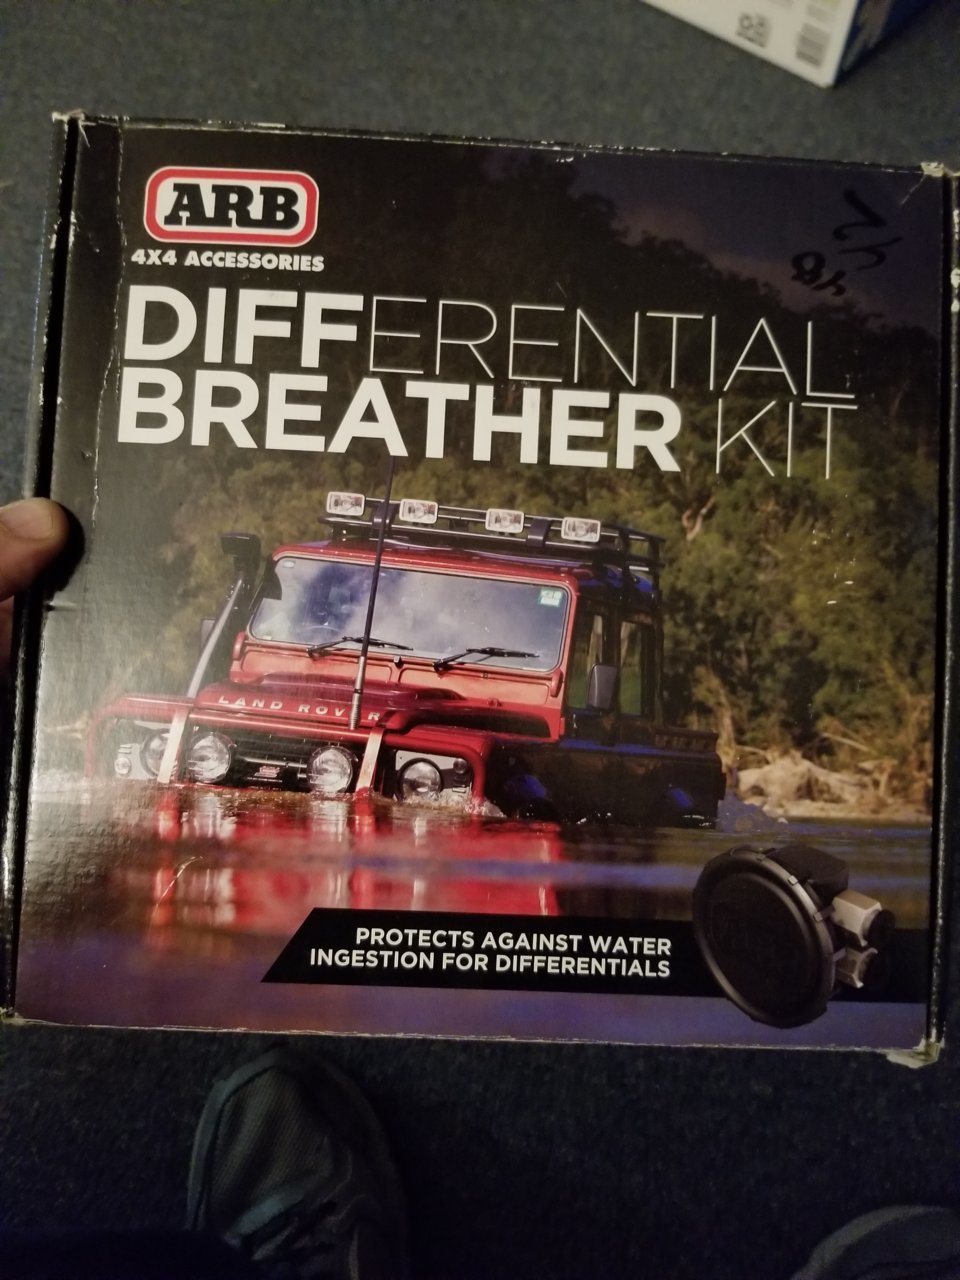 ARB
4X4 ACCESSORIES
DIFFERENTIAL
BREATHER KIT
LAND ROVER
PROTECTS AGAINST WATER
INGESTION FOR DIFFERENTIALS